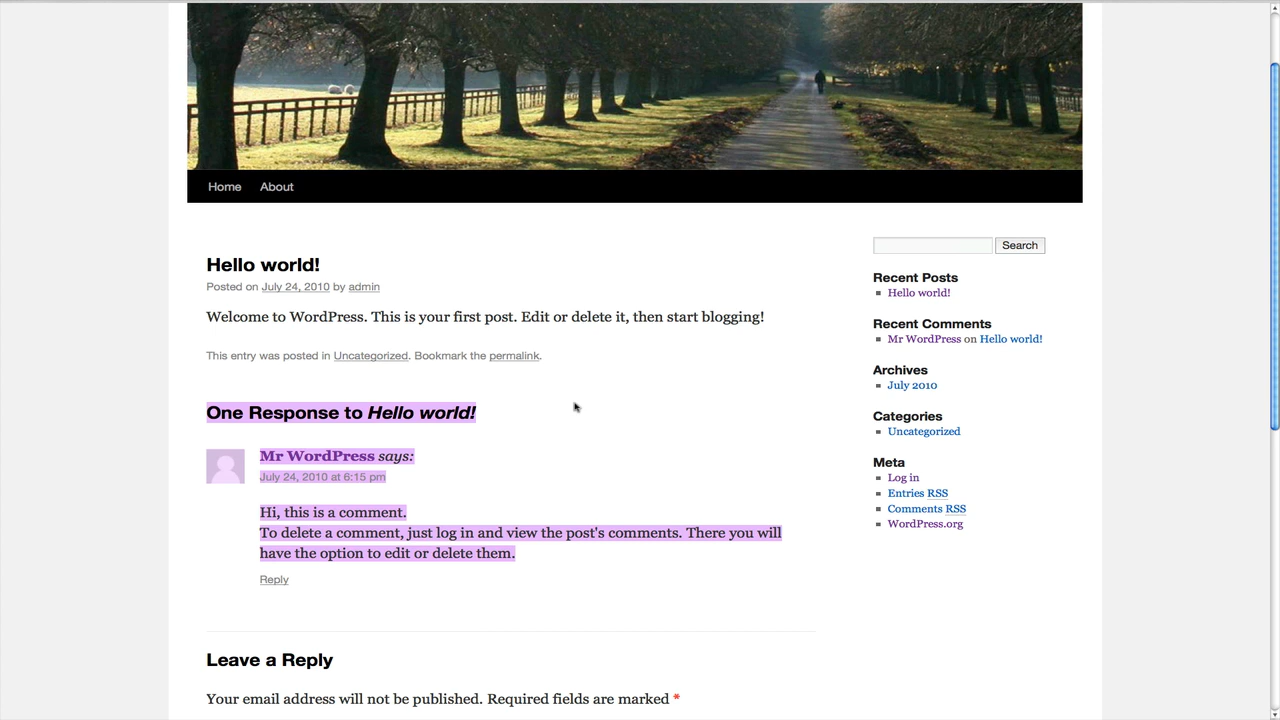 Home About
Hello world!
Posted on July 24, 2010 by admin
Welcome to WordPress. This is your first post. Edit or delete it, then start blogging!
This entry was posted in Uncategorized. Bookmark the permalink.
One Response to Hello world!
Mr WordPress says:
July 24, 2010 at 6:15 pm
Hi, this is a comment.
To delete a comment, just log in and view the post's comments. There you will
have the option to edit or delete them.
Reply
Leave a Reply
Your email address will not be published. Required fields are marked *
Search
Recent Posts
Hello world!
Recent Comments
Mr WordPress on Hello world!
Archives
July 2010
Categories
Uncategorized
Meta
Log in
Entries RSS
Comments RSS
WordPress.org